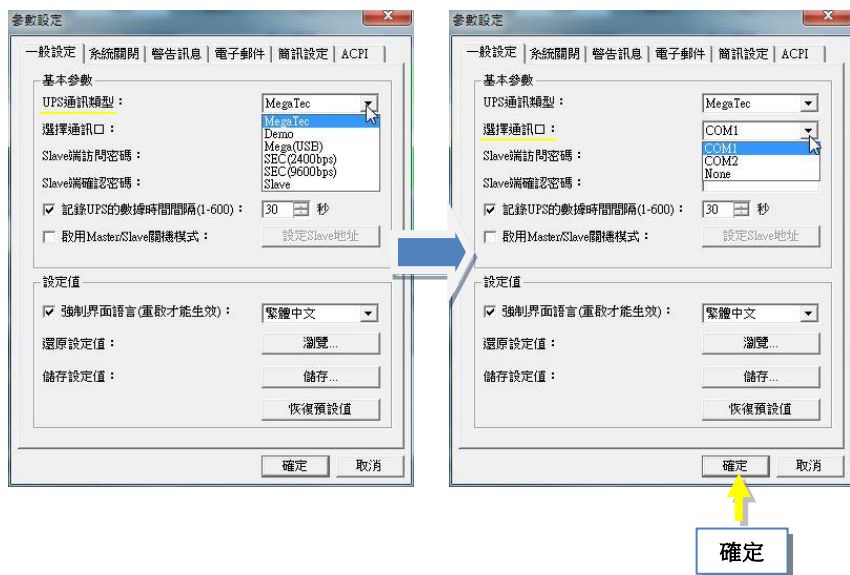 參數設定
一般設定 系統關閉 警告訊息 電子郵件 簡訊設定 ACPI
基本參數
UPS通訊類型： MegaTec
MegaTec
選擇通訊口： Demo
Mega(USB)
Slave端訪問密碼： SEC(2400bps)
SEC(9600bps)
Slave端確認密碼： Slave
記錄UPS的數據時間間隔(1-600)： 30 秒
啟用Master/Slave關機模式： 設定Slave地址
設定值
強制界面語言(重啟才能生效)： 繁體中文
還原設定值： 瀏覽...
儲存設定值： 儲存...
恢復預設值
確定 取消
參數設定
一般設定 系統關閉 警告訊息 電子郵件 簡訊設定 ACPI
基本參數
UPS通訊類型： MegaTec
選擇通訊口： COM1
COM1
Slave端訪問密碼： COM2
None
Slave端確認密碼：
記錄UPS的數據時間間隔(1-600)： 30 秒
啟用Master/Slave關機模式： 設定Slave地址
設定值
強制界面語言(重啟才能生效)： 繁體中文
還原設定值： 瀏覽...
儲存設定值： 儲存...
恢復預設值
確定 取消
確定